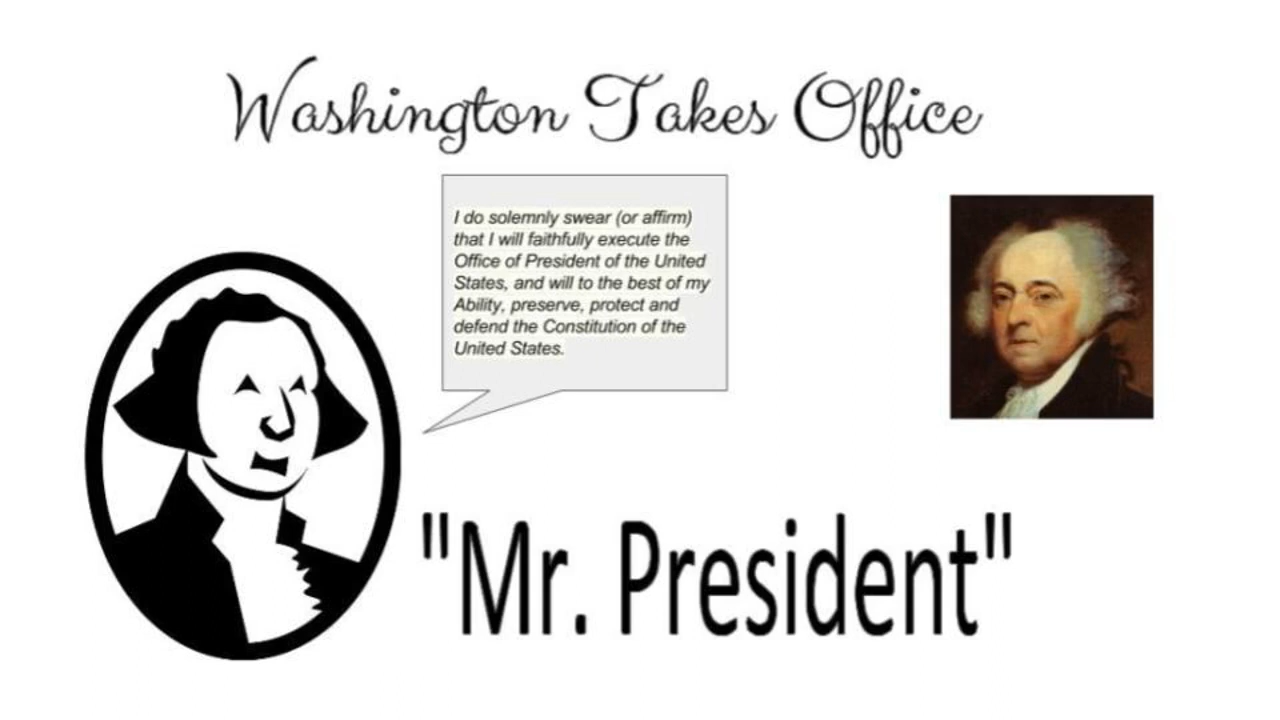 Washington Takes Office
I do solemnly swear (or affirm)
that I will faithfully execute the
Office of President of the United
States, and will to the best of my
Ability, preserve, protect and
defend the Constitution of the
United States.
"Mr. President"